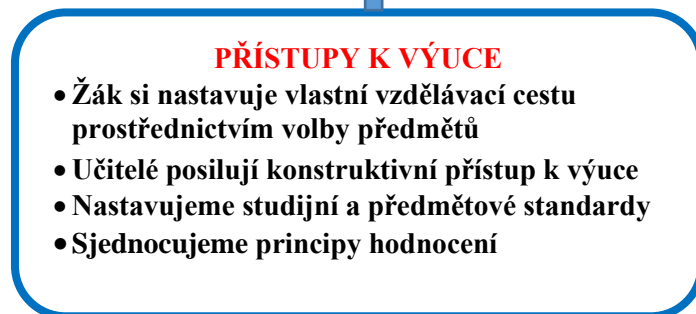 PŘÍSTUPY K VÝUCE
• Žák si nastavuje vlastní vzdělávací cestu
prostřednictvím volby předmětů
• Učitelé posilují konstruktivní přístup k výuce
• Nastavujeme studijní a předmětové standardy
• Sjednocujeme principy hodnocení